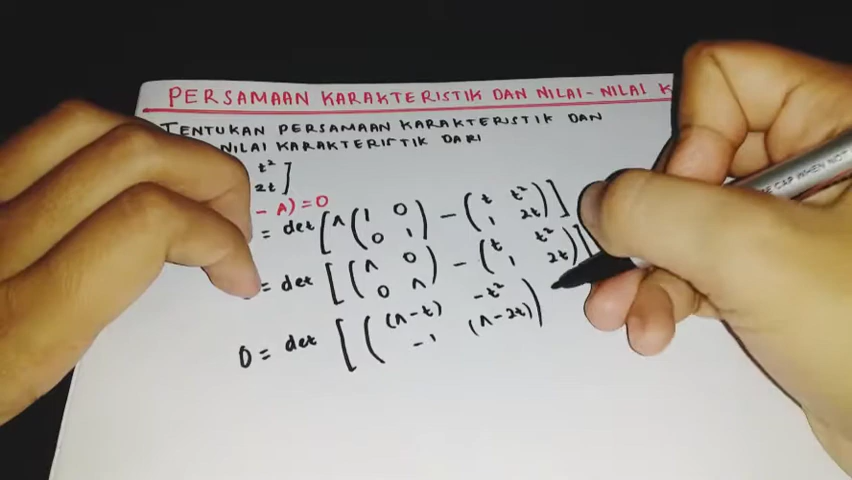 PERSAMAAN KARAKTERISTIK DAN NILAI-NILAI K
TENTUKAN PERSAMAAN KARAKTERISTIK DAN
NILAI KARAKTERISTIK DARI
t²
2t ]
- A) = 0
= det [ λ ( 1 0 0 1 ) - ( t t² 1 2t ) ]
= det [ ( λ 0 0 λ ) - ( t t² 1 2t ) ]
0 = det [ ( (λ-t) -t² -1 (λ-2t) )